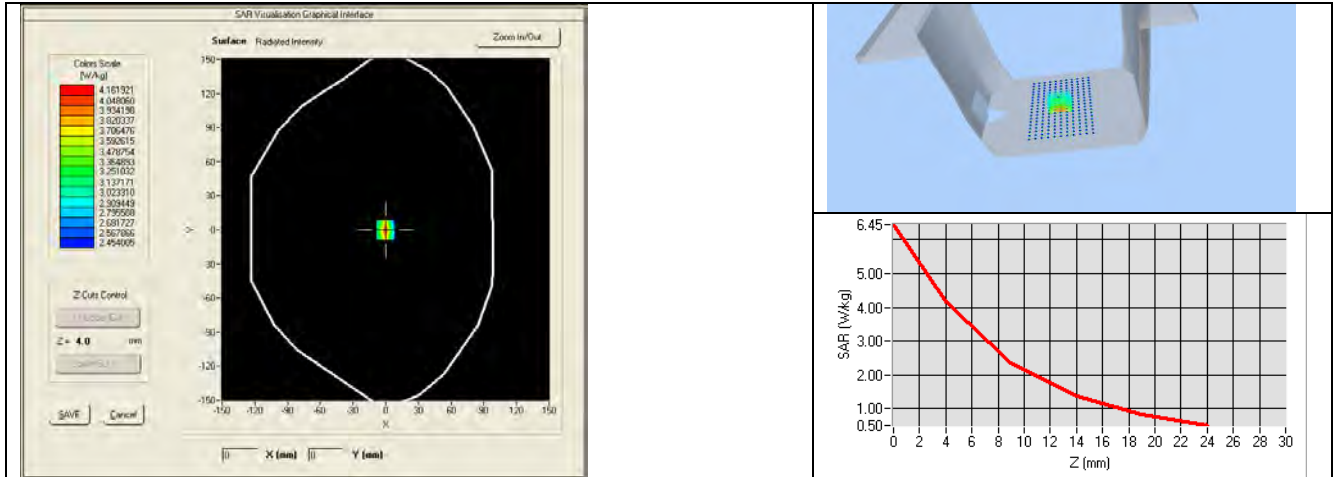 SAR Visualisation Graphical Interface
Surface Radiated Intensity
Zoom In/Out
Colors Scale
(W/kg)
4.161921
4.048060
3.934198
3.820337
3.706476
3.592615
3.478754
3.364893
3.251032
3.137171
3.023310
2.909449
2.795588
2.681727
2.567866
2.454005
Z Cuts Control
Z = 4.0 mm
SAVE
Cancel
150-
120-
90-
60-
30-
0-
-30-
-60-
-90-
-120-
-150-
Y
-150 -120 -90 -60 -30 0 30 60 90 120 150
X
0 X (mm) 0 Y (mm)
6.45-
5.00-
4.00-
3.00-
2.00-
1.00-
0.50-
SAR (W/kg)
0 2 4 6 8 10 12 14 16 18 20 22 24 26 28 30
Z (mm)